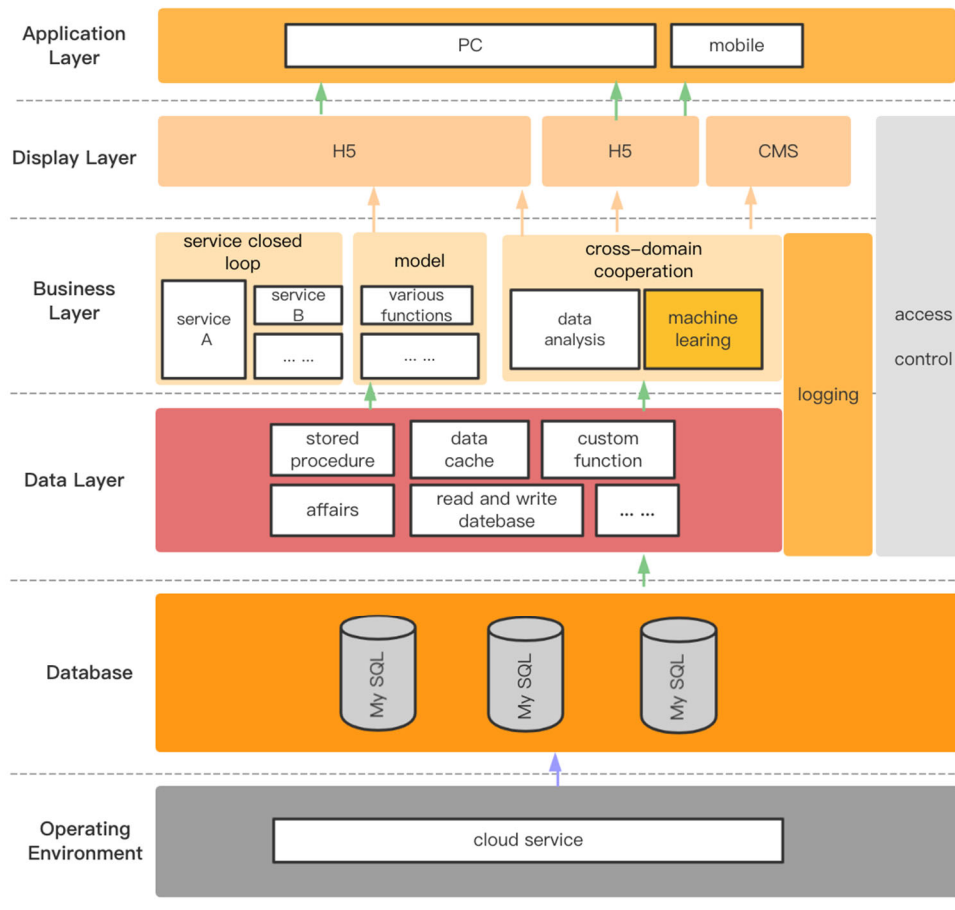 Application
Layer
PC
mobile
Display Layer
H5
H5
CMS
Business
Layer
service closed
loop
service
A
service
B
... ...
model
various
functions
... ...
cross-domain
cooperation
data
analysis
machine
learing
logging
access
control
Data Layer
stored
procedure
data
cache
custom
function
affairs
read and write
datebase
... ...
Database
My SQL
My SQL
My SQL
Operating
Environment
cloud service